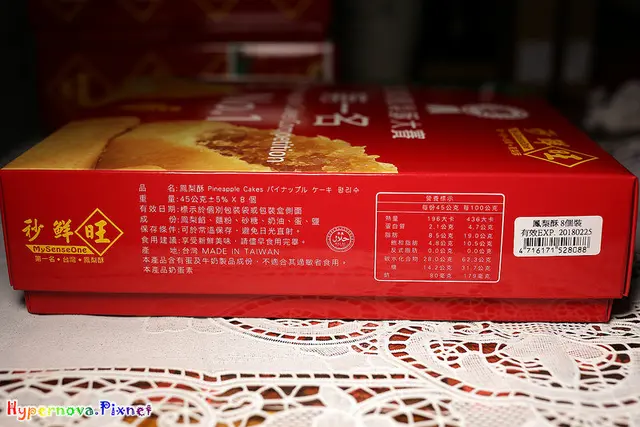 No.1
第一名
Competition
大賞
秒鮮旺
MySenseOne
第一名・台灣・鳳梨酥
品 名:鳳梨酥 Pineapple Cakes パイナップル ケーキ 펑리수
重 量:45公克±5% X 8 個
有效日期:標示於個別包裝袋或包裝盒側面
成 份:鳳梨餡、麵粉、砂糖、奶油、蛋、鹽
保存條件:可於常溫保存,避免日光直射。
食用建議:享受新鮮美味,請儘早食用完畢。
產 地:台灣 MADE IN TAIWAN
本產品含有蛋及牛奶製品成份,不適合其過敏者食用。
本產品奶蛋素
HALAL
營養標示
每份45公克 每100公克
熱量 196大卡 436大卡
蛋白質 2.1公克 4.7公克
脂肪 8.5公克 19.0公克
飽和脂肪 4.8公克 10.5公克
反式脂肪 0.0公克 0.0公克
碳水化合物 28.0公克 62.3公克
糖 14.2公克 31.7公克
鈉 80毫克 178毫克
鳳梨酥 8個裝
有效EXP. 20180225
4 716171 528088
Hypernova.Pixnet